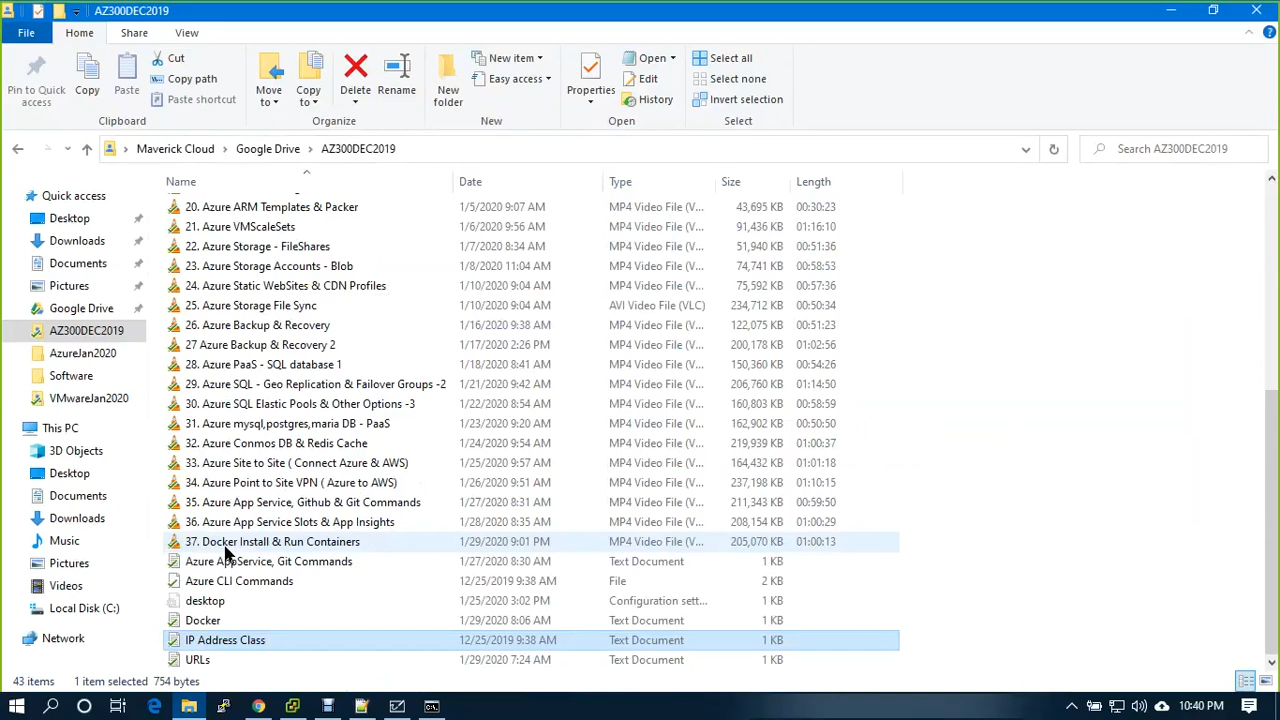 AZ300DEC2019
File
Home
Share
View
Pin to Quick access
Copy
Paste
Cut
Copy path
Paste shortcut
Clipboard
Move to
Copy to
Delete
Rename
Organize
New folder
New item
Easy access
New
Properties
Open
Edit
History
Open
Select all
Select none
Invert selection
Select
Maverick Cloud > Google Drive > AZ300DEC2019
Search AZ300DEC2019
Name Date Type Size Length
20. Azure ARM Templates & Packer 1/5/2020 9:07 AM MP4 Video File (V... 43,695 KB 00:30:23
21. Azure VMScaleSets 1/6/2020 9:59 AM MP4 Video File (V... 91,436 KB 01:16:10
22. Azure Storage - FileShares 1/7/2020 8:34 AM MP4 Video File (V... 51,940 KB 00:51:36
23. Azure Storage Accounts - Blob 1/8/2020 11:04 AM MP4 Video File (V... 74,741 KB 00:58:53
24. Azure Static WebSites & CDN Profiles 1/10/2020 9:04 AM MP4 Video File (V... 75,592 KB 00:57:36
25. Azure Storage File Sync 1/10/2020 9:04 AM AVI Video File (VLC) 234,712 KB 00:50:34
26. Azure Backup & Recovery 1/16/2020 9:38 AM MP4 Video File (V... 122,075 KB 00:51:23
27 Azure Backup & Recovery 2 1/17/2020 2:26 PM MP4 Video File (V... 200,178 KB 01:02:56
28. Azure PaaS - SQL database 1 1/18/2020 8:41 AM MP4 Video File (V... 150,360 KB 00:54:26
29. Azure SQL - Geo Replication & Failover Groups -2 1/21/2020 9:42 AM MP4 Video File (V... 206,760 KB 01:14:50
30. Azure SQL Elastic Pools & Other Options -3 1/22/2020 8:54 AM MP4 Video File (V... 160,803 KB 00:58:59
31. Azure mysql,postgres,maria DB - PaaS 1/23/2020 9:20 AM MP4 Video File (V... 162,902 KB 00:50:50
32. Azure Conmos DB & Redis Cache 1/24/2020 9:54 AM MP4 Video File (V... 219,939 KB 01:00:37
33. Azure Site to Site ( Connect Azure & AWS) 1/25/2020 9:57 AM MP4 Video File (V... 164,432 KB 01:01:18
34. Azure Point to Site VPN ( Azure to AWS) 1/26/2020 9:51 AM MP4 Video File (V... 237,198 KB 01:10:15
35. Azure App Service, Github & Git Commands 1/27/2020 8:31 AM MP4 Video File (V... 211,343 KB 00:59:50
36. Azure App Service Slots & App Insights 1/28/2020 8:35 AM MP4 Video File (V... 208,154 KB 01:00:29
37. Docker Install & Run Containers 1/29/2020 9:01 PM MP4 Video File (V... 205,070 KB 01:00:13
Azure AppService, Git Commands 1/27/2020 8:30 AM Text Document 1 KB
Azure CLI Commands 12/25/2019 9:38 AM File 2 KB
desktop 1/25/2020 3:02 PM Configuration sett... 1 KB
Docker 1/29/2020 8:06 AM Text Document 1 KB
IP Address Class 12/25/2019 9:38 AM Text Document 1 KB
URLs 1/29/2020 7:24 AM Text Document 1 KB
Quick access
Desktop
Downloads
Documents
Pictures
Google Drive
AZ300DEC2019
AzureJan2020
Software
VMwareJan2020
This PC
3D Objects
Desktop
Documents
Downloads
Music
Pictures
Videos
Local Disk (C:)
Network
43 items 1 item selected 754 bytes
10:40 PM